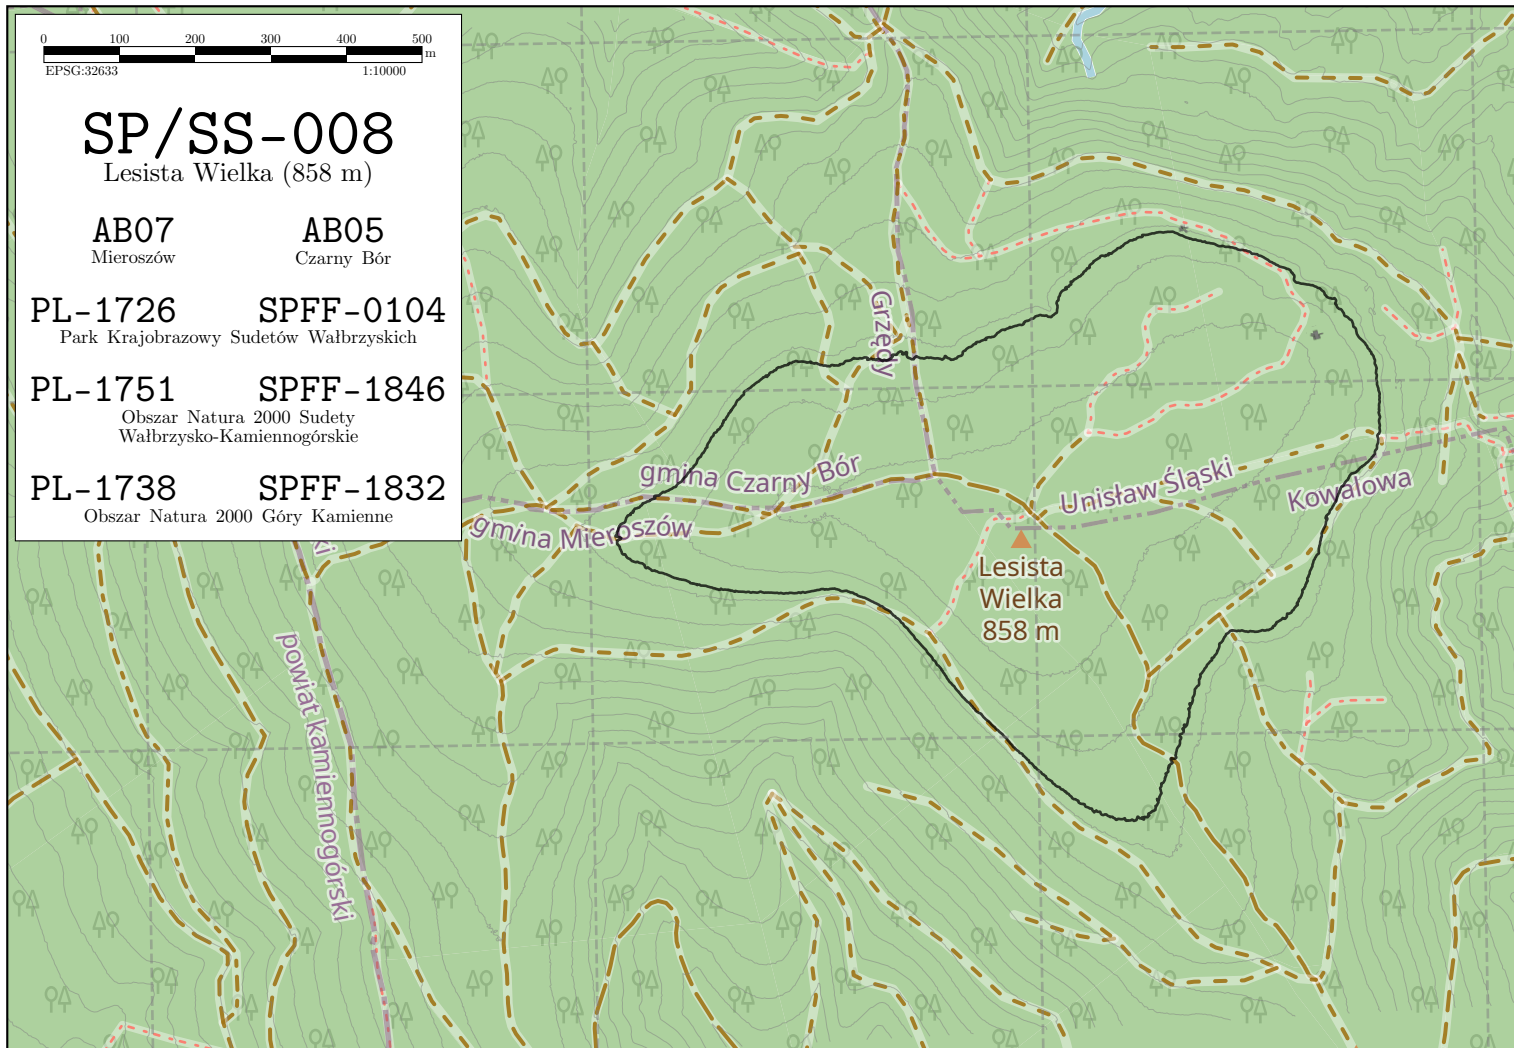 0 100 200 300 400 500
m
EPSG:32633 1:10000
SP/SS-008
Lesista Wielka (858 m)
AB07 AB05
Mieroszów Czarny Bór
PL-1726 SPFF-0104
Park Krajobrazowy Sudetów Wałbrzyskich
PL-1751 SPFF-1846
Obszar Natura 2000 Sudety
Wałbrzysko-Kamiennogórskie
PL-1738 SPFF-1832
Obszar Natura 2000 Góry Kamienne
Grzędy
gmina Czarny Bór
gmina Mieroszów
Unisław Śląski
Kowalowa
Lesista
Wielka
858 m
powiat kamiennogórski